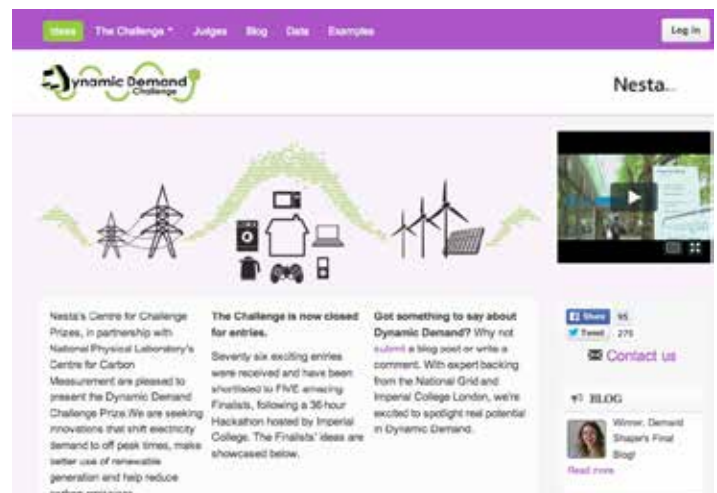 Ideas The Challenge Judges Blog Data Examples Log In
Dynamic Demand
Challenge
Nesta...
Nesta's Centre for Challenge
Prizes, in partnership with
National Physical Laboratory's
Centre for Carbon
Measurement are pleased to
present the Dynamic Demand
Challenge Prize.We are seeking
innovations that shift electricity
demand to off peak times, make
better use of renewable
generation and help reduce
carbon emissions
The Challenge is now closed
for entries.
Seventy six exciting entries
were received and have been
shortlisted to FIVE amazing
Finalists, following a 36 hour
Hackathon hosted by Imperial
College. The Finalists' ideas are
showcased below.
Got something to say about
Dynamic Demand? Why not
submit a blog post or write a
comment. With expert backing
from the National Grid and
Imperial College London, we're
excited to spotlight real potential
in Dynamic Demand.
Share 95
Tweet 275
Contact us
BLOG
Winner, Demand
Shaper's Final
Blog!
Read more